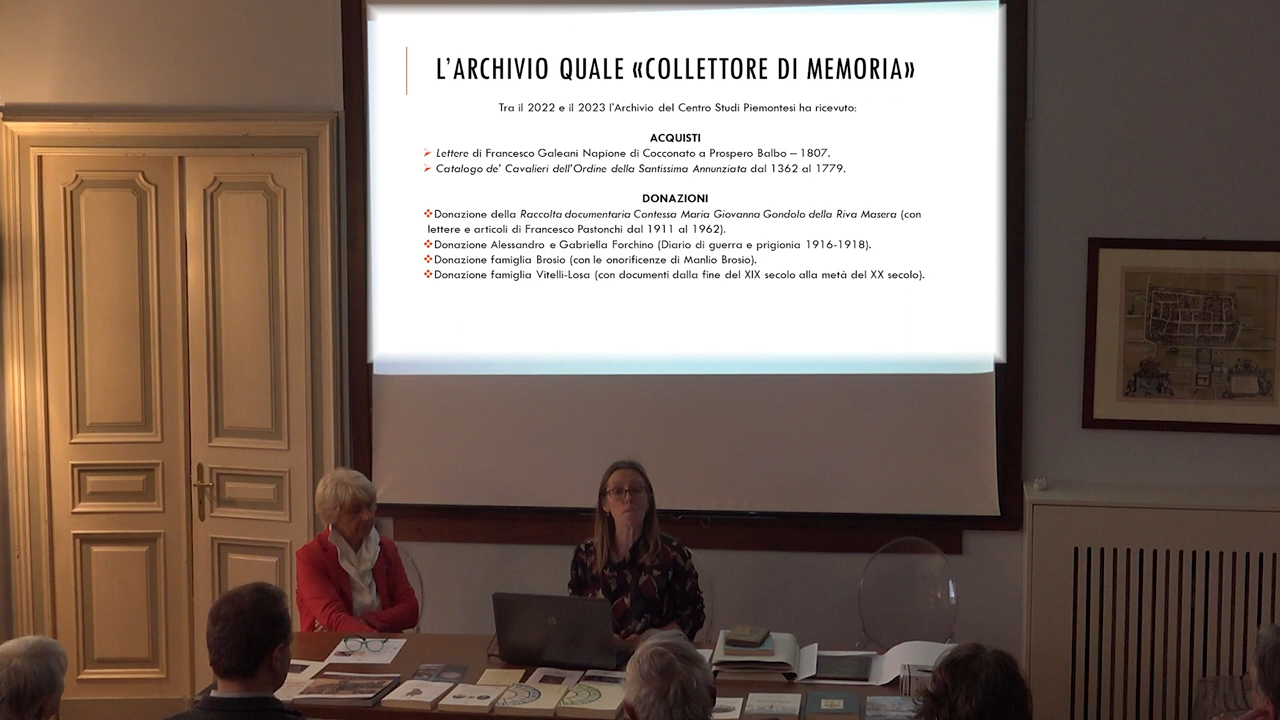 L'ARCHIVIO QUALE «COLLETTORE DI MEMORIA»
Tra il 2022 e il 2023 l'Archivio del Centro Studi Piemontesi ha ricevuto:
ACQUISTI
Lettere di Francesco Galeani Napione di Cocconato a Prospero Balbo – 1807.
Catalogo de' Cavalieri dell'Ordine della Santissima Annunziata dal 1362 al 1779.
DONAZIONI
Donazione della Raccolta documentaria Contessa Maria Giovanna Gondolo della Riva Masera (con
lettere e articoli di Francesco Pastonchi dal 1911 al 1962).
Donazione Alessandro e Gabriella Forchino (Diario di guerra e prigionia 1916-1918).
Donazione famiglia Brosio (con le onorificenze di Manlio Brosio).
Donazione famiglia Vitelli-Losa (con documenti dalla fine del XIX secolo alla metà del XX secolo).